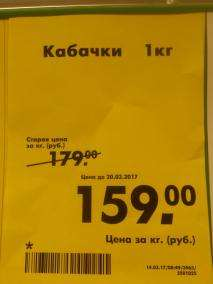 Кабачки 1кг
Старая цена
за кг. (руб.)
179.00
Цена до 20.03.2017
159.00
Цена за кг. (руб.)
*